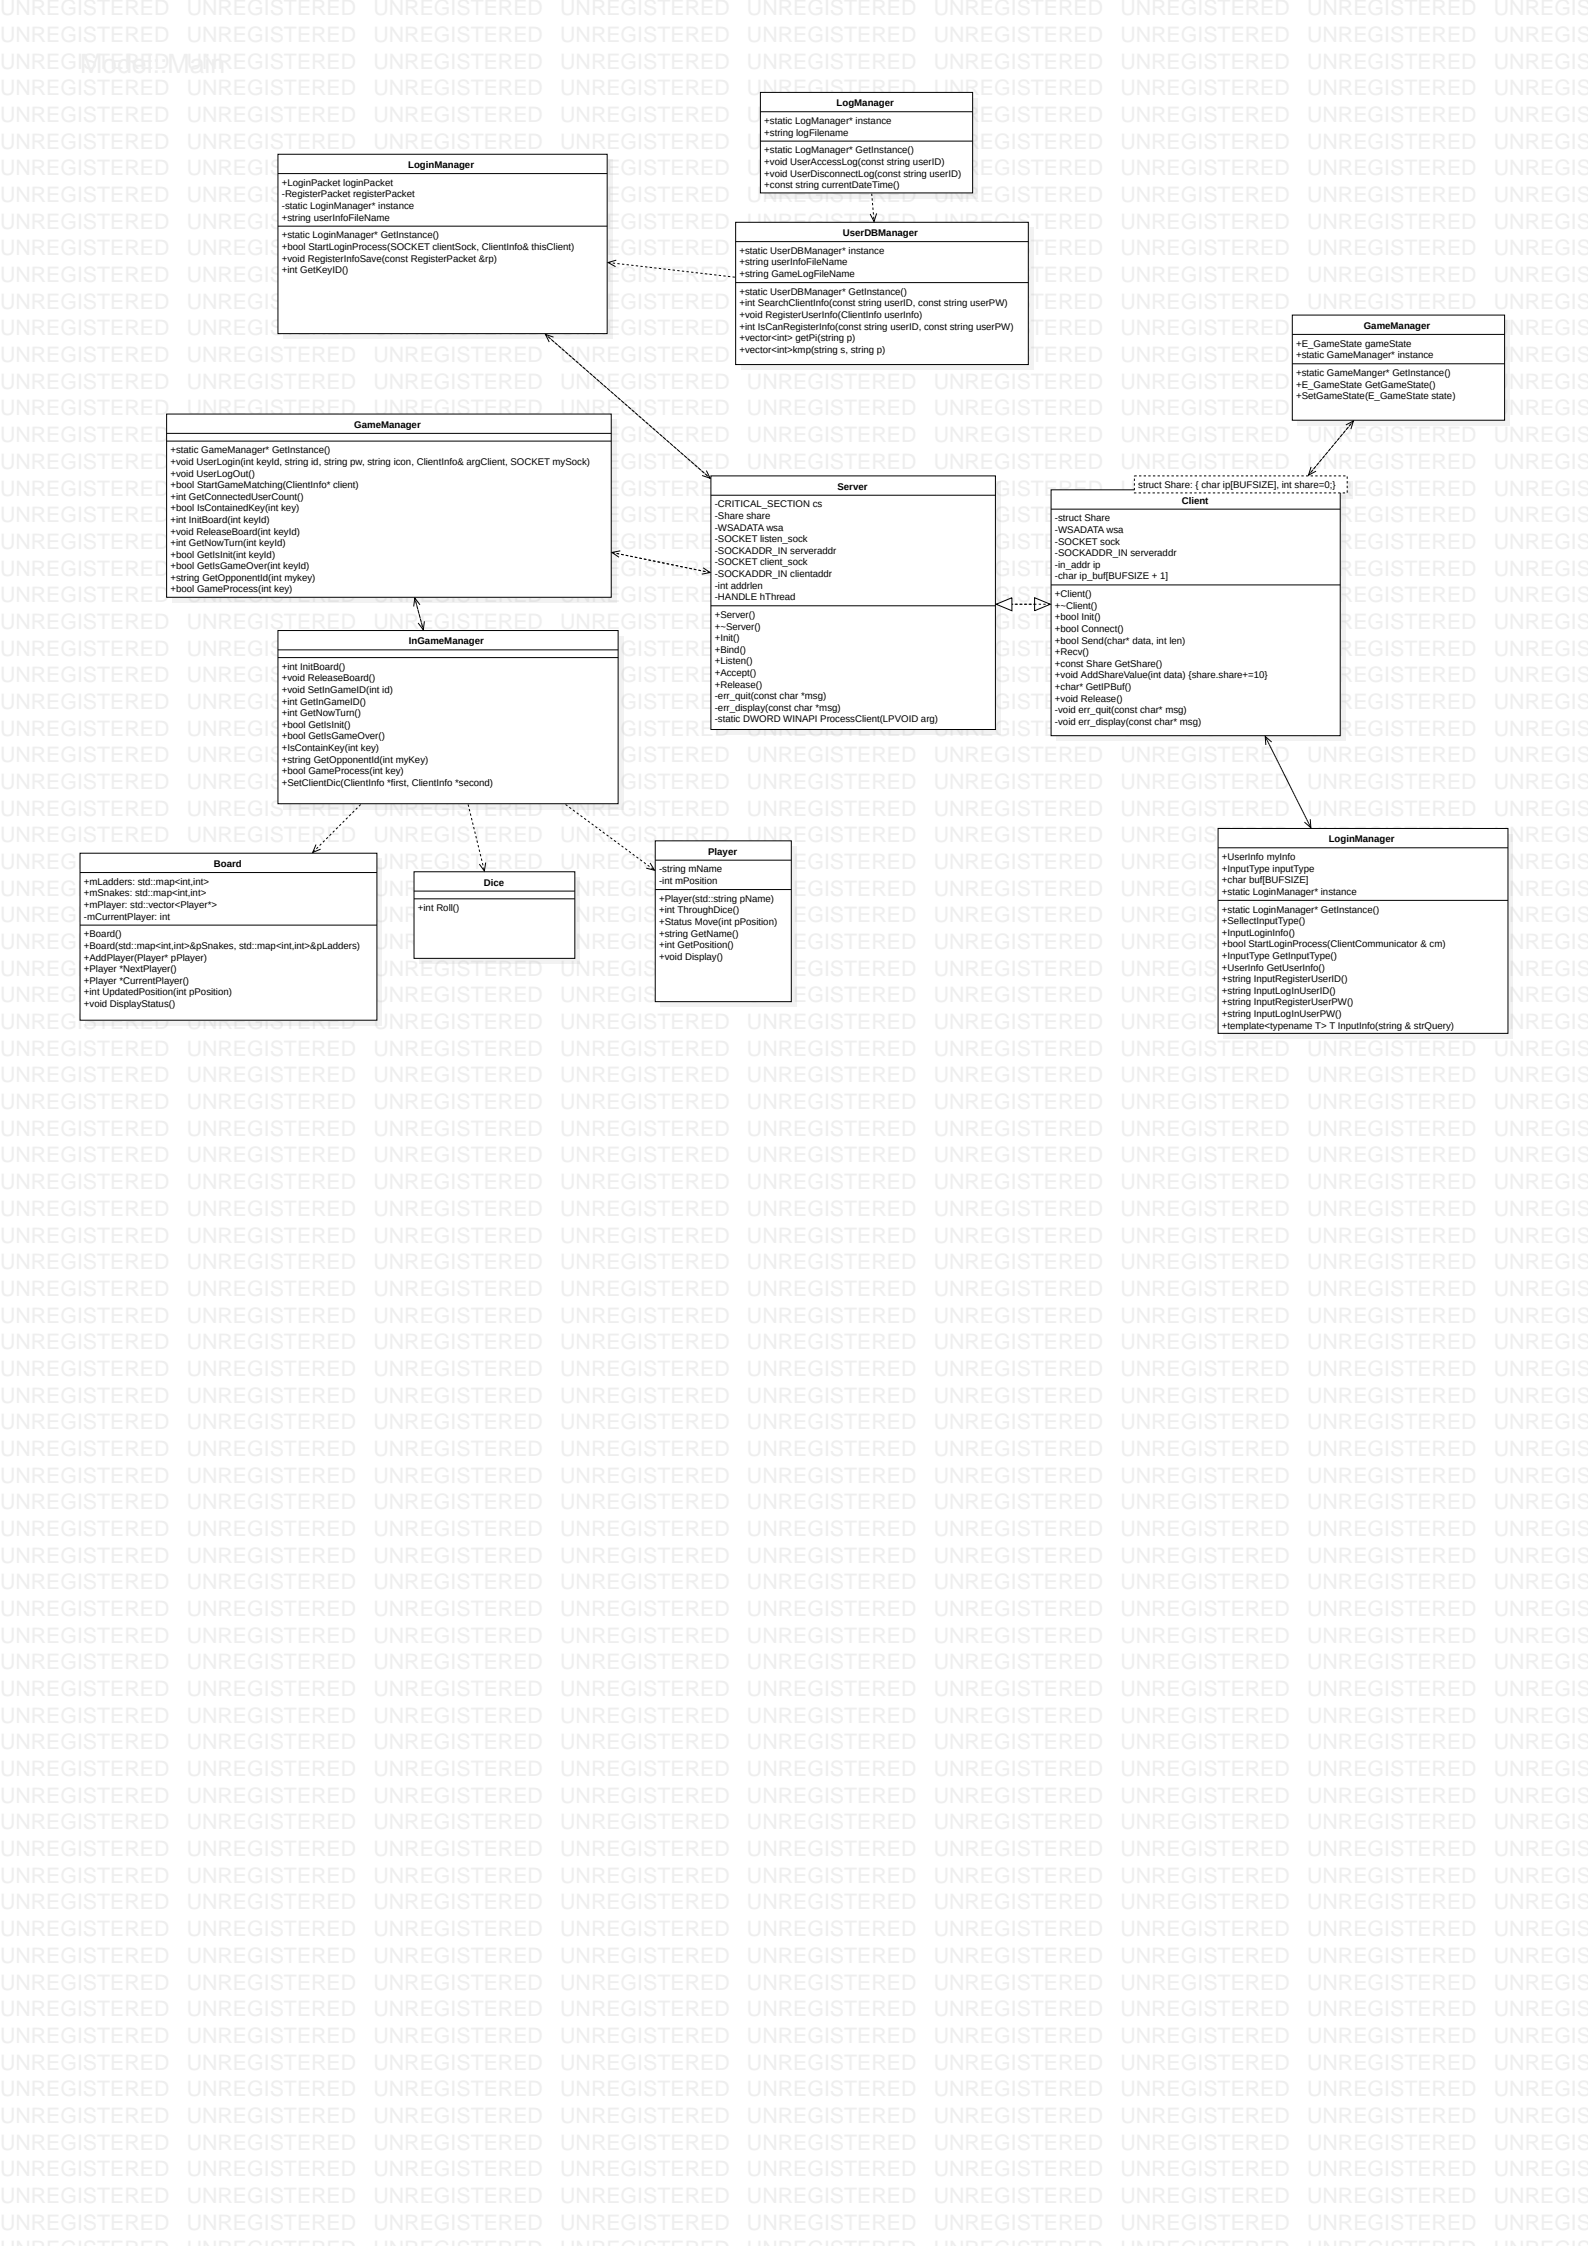 Model::Main
LogManager
+static LogManager* instance
+string logFilename
+static LogManager* GetInstance()
+void UserAccessLog(const string userID)
+void UserDisconnectLog(const string userID)
+const string currentDateTime()
LoginManager
+LoginPacket loginPacket
-RegisterPacket registerPacket
-static LoginManager* instance
+string userInfoFileName
+static LoginManager* GetInstance()
+bool StartLoginProcess(SOCKET clientSock, ClientInfo& thisClient)
+void RegisterInfoSave(const RegisterPacket &rp)
+int GetKeyID()
UserDBManager
+static UserDBManager* instance
+string userInfoFileName
+string GameLogFileName
+static UserDBManager* GetInstance()
+int SearchClientInfo(const string userID, const string userPW)
+void RegisterUserInfo(ClientInfo userInfo)
+int IsCanRegisterInfo(const string userID, const string userPW)
+vector<int> getPi(string p)
+vector<int>kmp(string s, string p)
GameManager
+E_GameState gameState
+static GameManager* instance
+static GameManger* GetInstance()
+E_GameState GetGameState()
+SetGameState(E_GameState state)
GameManager
+static GameManager* GetInstance()
+void UserLogin(int keyId, string id, string pw, string icon, ClientInfo& argClient, SOCKET mySock)
+void UserLogOut()
+bool StartGameMatching(ClientInfo* client)
+int GetConnectedUserCount()
+bool IsContainedKey(int key)
+int InitBoard(int keyId)
+void ReleaseBoard(int keyId)
+int GetNowTurn(int keyId)
+bool GetIsInit(int keyId)
+bool GetIsGameOver(int keyId)
+string GetOpponentId(int mykey)
+bool GameProcess(int key)
Server
-CRITICAL_SECTION cs
-Share share
-WSADATA wsa
-SOCKET listen_sock
-SOCKADDR_IN serveraddr
-SOCKET client_sock
-SOCKADDR_IN clientaddr
-int addrlen
-HANDLE hThread
+Server()
+~Server()
+Init()
+Bind()
+Listen()
+Accept()
+Release()
-err_quit(const char *msg)
-err_display(const char *msg)
-static DWORD WINAPI ProcessClient(LPVOID arg)
struct Share: { char ip[BUFSIZE], int share=0;}
Client
-struct Share
-WSADATA wsa
-SOCKET sock
-SOCKADDR_IN serveraddr
-in_addr ip
-char ip_buf[BUFSIZE + 1]
+Client()
+~Client()
+bool Init()
+bool Connect()
+bool Send(char* data, int len)
+Recv()
+const Share GetShare()
+void AddShareValue(int data) {share.share+=10}
+char* GetIPBuf()
+void Release()
-void err_quit(const char* msg)
-void err_display(const char* msg)
InGameManager
+int InitBoard()
+void ReleaseBoard()
+void SetInGameID(int id)
+int GetInGameID()
+int GetNowTurn()
+bool GetIsInit()
+bool GetIsGameOver()
+IsContainKey(int key)
+string GetOpponentId(int myKey)
+bool GameProcess(int key)
+SetClientDic(ClientInfo *first, ClientInfo *second)
Board
+mLadders: std::map<int,int>
+mSnakes: std::map<int,int>
+mPlayer: std::vector<Player*>
-mCurrentPlayer: int
+Board()
+Board(std::map<int,int>&pSnakes, std::map<int,int>&pLadders)
+AddPlayer(Player* pPlayer)
+Player *NextPlayer()
+Player *CurrentPlayer()
+int UpdatedPosition(int pPosition)
+void DisplayStatus()
Dice
+int Roll()
Player
-string mName
-int mPosition
+Player(std::string pName)
+int ThroughDice()
+Status Move(int pPosition)
+string GetName()
+int GetPosition()
+void Display()
LoginManager
+UserInfo myInfo
+InputType inputType
+char buf[BUFSIZE]
+static LoginManager* instance
+static LoginManager* GetInstance()
+SellectInputType()
+InputLoginInfo()
+bool StartLoginProcess(ClientCommunicator & cm)
+InputType GetInputType()
+UserInfo GetUserInfo()
+string InputRegisterUserID()
+string InputLogInUserID()
+string InputRegisterUserPW()
+string InputLogInUserPW()
+template<typename T> T InputInfo(string & strQuery)
UNREGISTERED